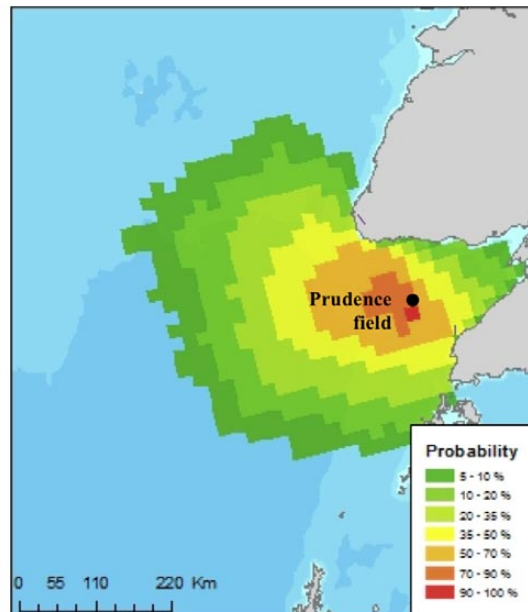 Prudence
field
Probability
5 - 10 %
10 - 20 %
20 - 35 %
35 - 50 %
50 - 70 %
70 - 90 %
90 - 100 %
0 55 110 220 Km